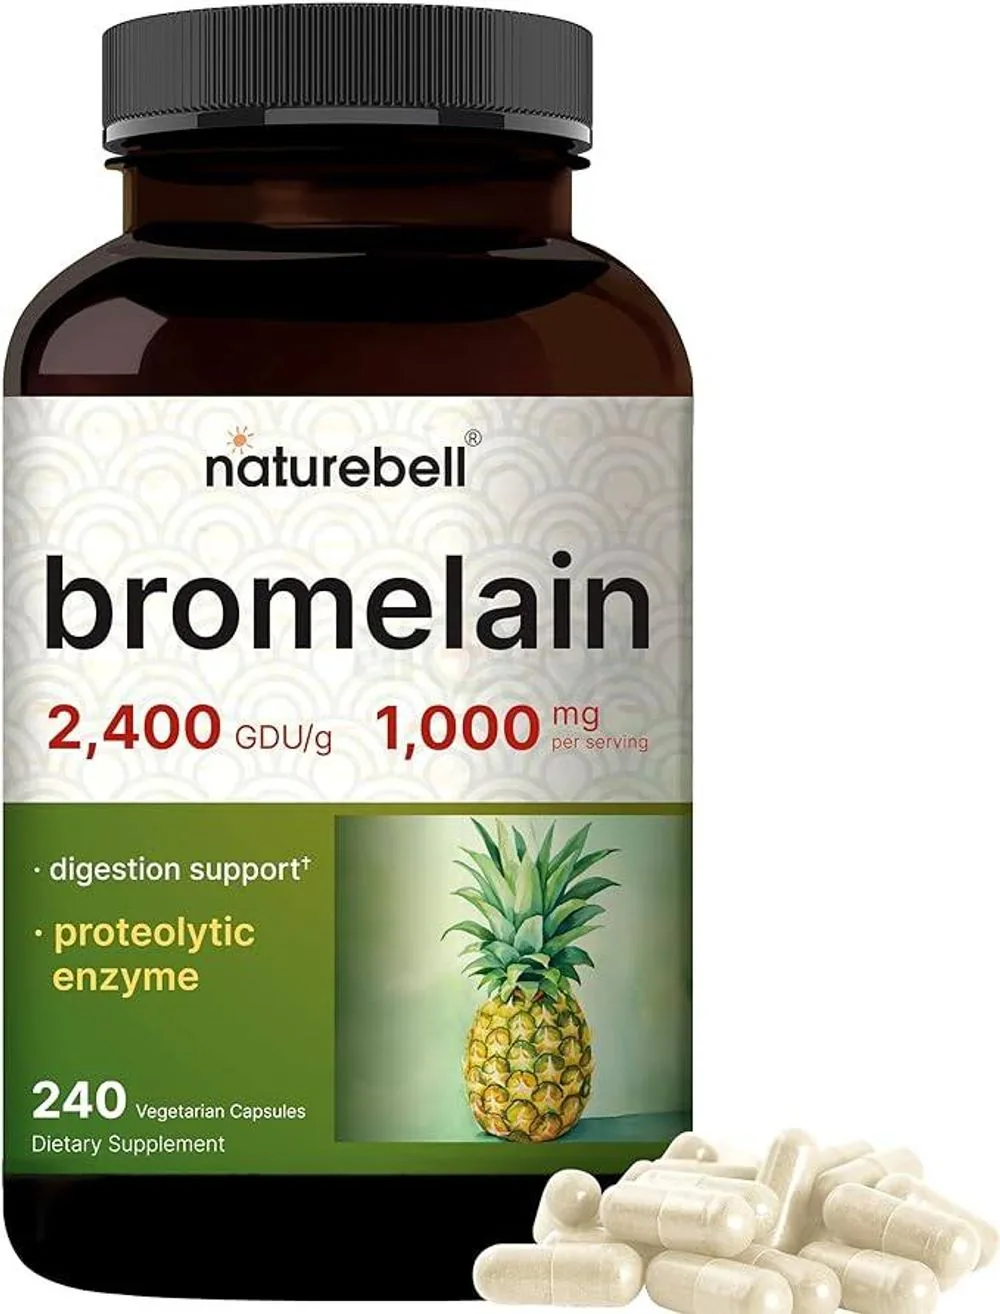 naturebell®
bromelain
2,400 GDU/g 1,000 mg
per serving
· digestion support†
· proteolytic
enzyme
240 Vegetarian Capsules
Dietary Supplement